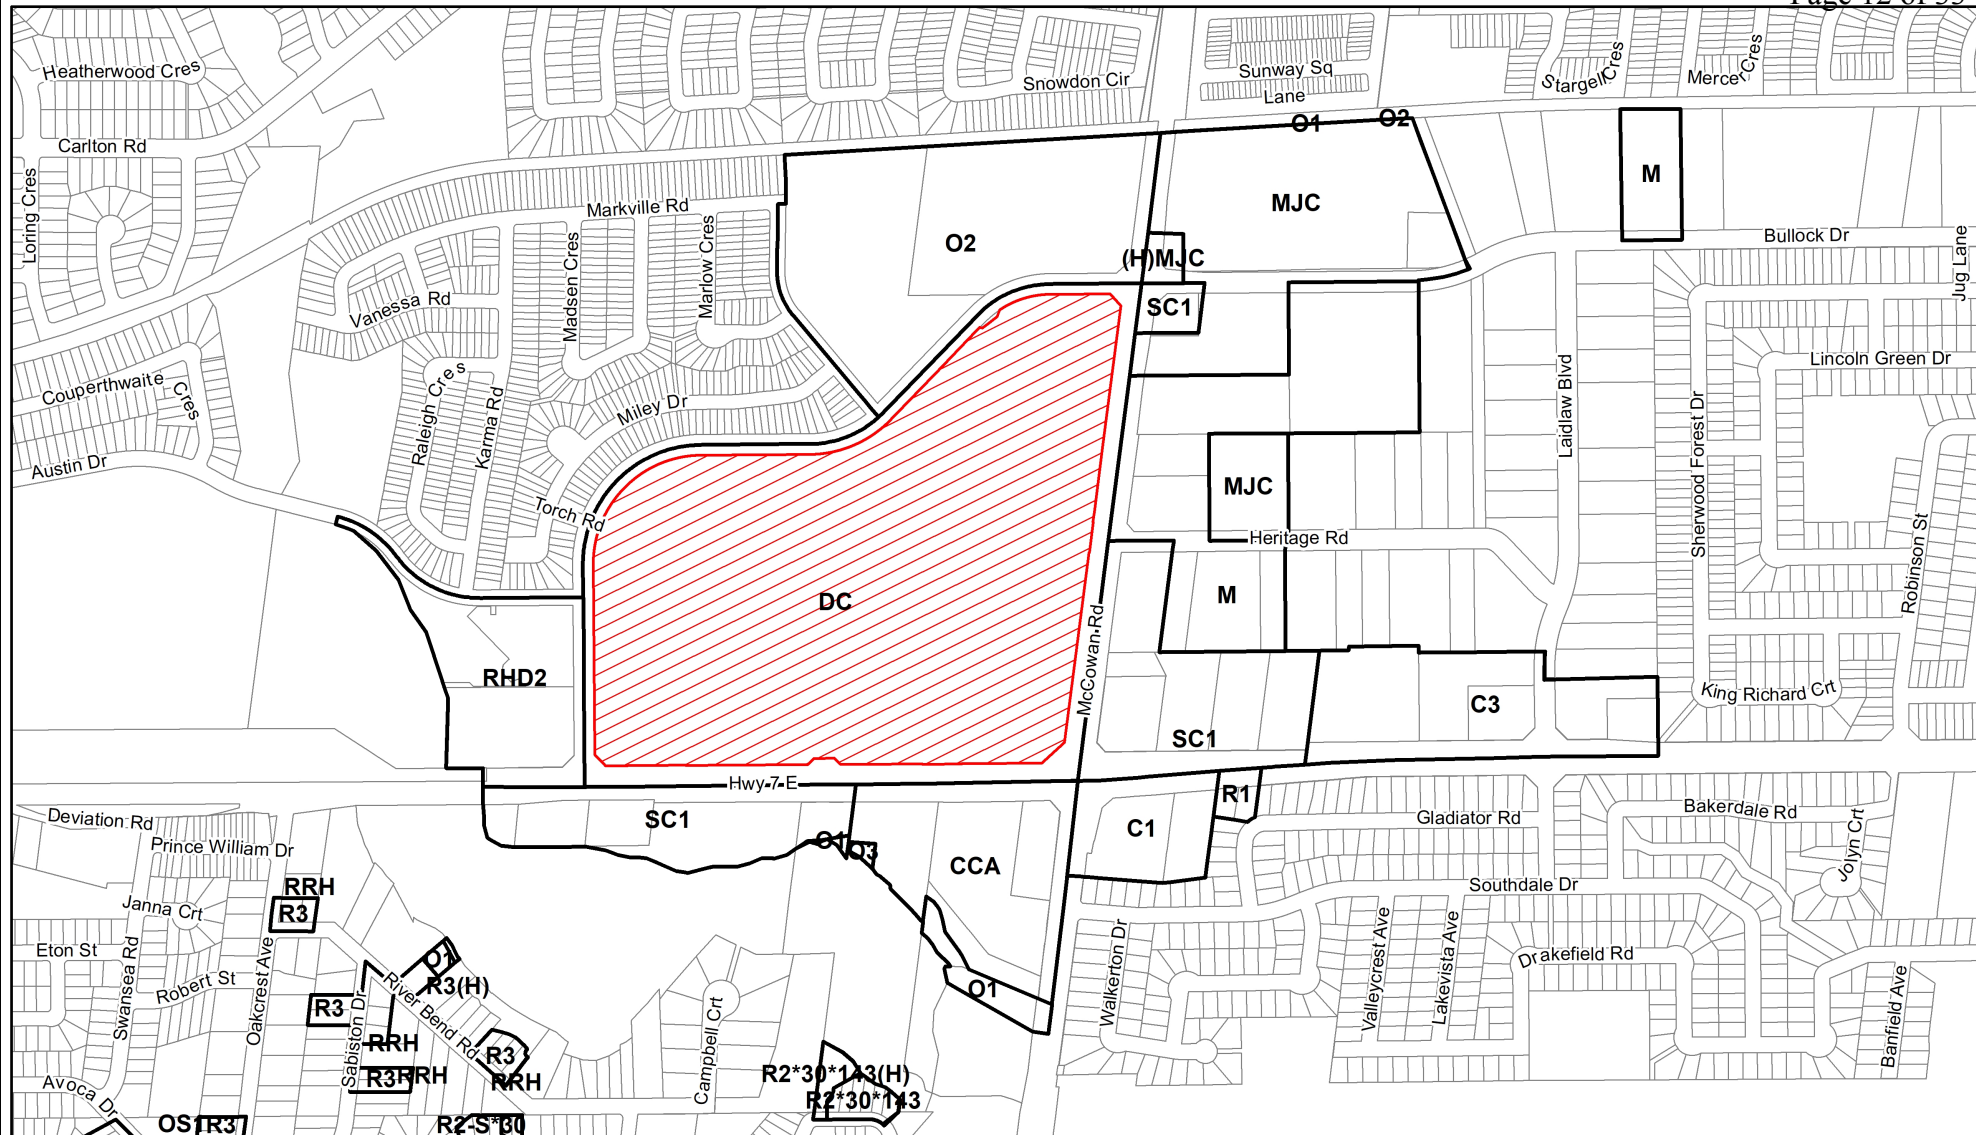 Page 12 of 33
Heatherwood Cres
Snowdon Cir
Sunway Sq
Lane
Stargell Cres
Mercer Cres
Carlton Rd
O1
O2
M
Loring Cres
Markville Rd
MJC
Madsen Cres
Marlow Cres
O2
Bullock Dr
Jug Lane
(H)MJC
Vanessa Rd
SC1
Couperthwaite Cres
Raleigh Cres
Karma Rd
Miley Dr
Laidlaw Blvd
Lincoln Green Dr
Sherwood Forest Dr
Austin Dr
MJC
Torch Rd
Heritage Rd
Robinson St
DC
M
McCowan Rd
RHD2
King Richard Crt
C3
SC1
Hwy 7 E
R1
Deviation Rd
SC1
C1
Gladiator Rd
Bakerdale Rd
Prince William Dr
O1
O3
CCA
Jolyn Crt
RRH
R3
Southdale Dr
Janna Crt
Eton St
Swansea Rd
Oakcrest Ave
O1
Walkerton Dr
Valleycrest Ave
Lakevista Ave
Drakefield Rd
Robert St
R3(H)
O1
Banfield Ave
R3
Sabiston Dr
River Bend Rd
Campbell Crt
RRH
R3
R3
RRH
RRH
R2*30*143(H)
R2*30*143
Avoca Dr
OS1
R3
R2-S*30